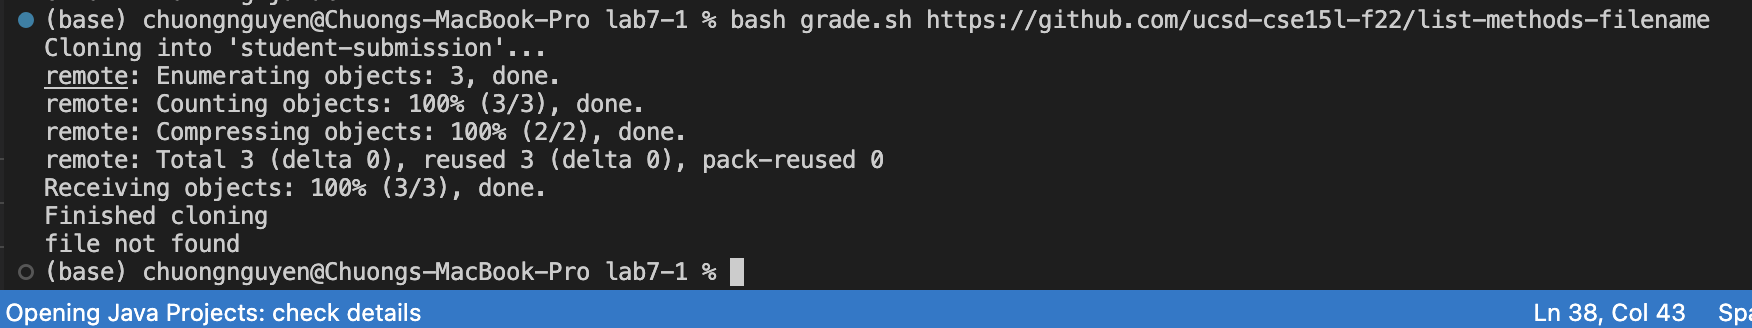 (base) chuongnguyen@Chuongs-MacBook-Pro lab7-1 % bash grade.sh https://github.com/ucsd-cse15l-f22/list-methods-filename
Cloning into 'student-submission'...
remote: Enumerating objects: 3, done.
remote: Counting objects: 100% (3/3), done.
remote: Compressing objects: 100% (2/2), done.
remote: Total 3 (delta 0), reused 3 (delta 0), pack-reused 0
Receiving objects: 100% (3/3), done.
Finished cloning
file not found
(base) chuongnguyen@Chuongs-MacBook-Pro lab7-1 %
Opening Java Projects: check details Ln 38, Col 43